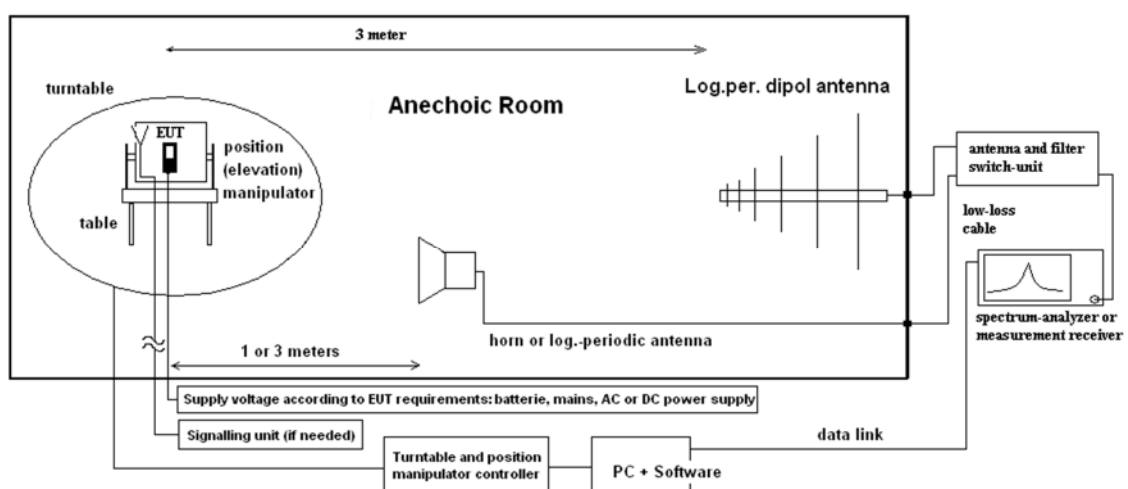 3 meter
turntable
Log.per. dipol antenna
Anechoic Room
EUT
position
(elevation)
manipulator
table
antenna and filter
switch-unit
low-loss
cable
spectrum-analyzer or
measurement receiver
horn or log.-periodic antenna
1 or 3 meters
Supply voltage according to EUT requirements: batterie, mains, AC or DC power supply
Signalling unit (if needed)
data link
Turntable and position
manipulator controller
PC + Software